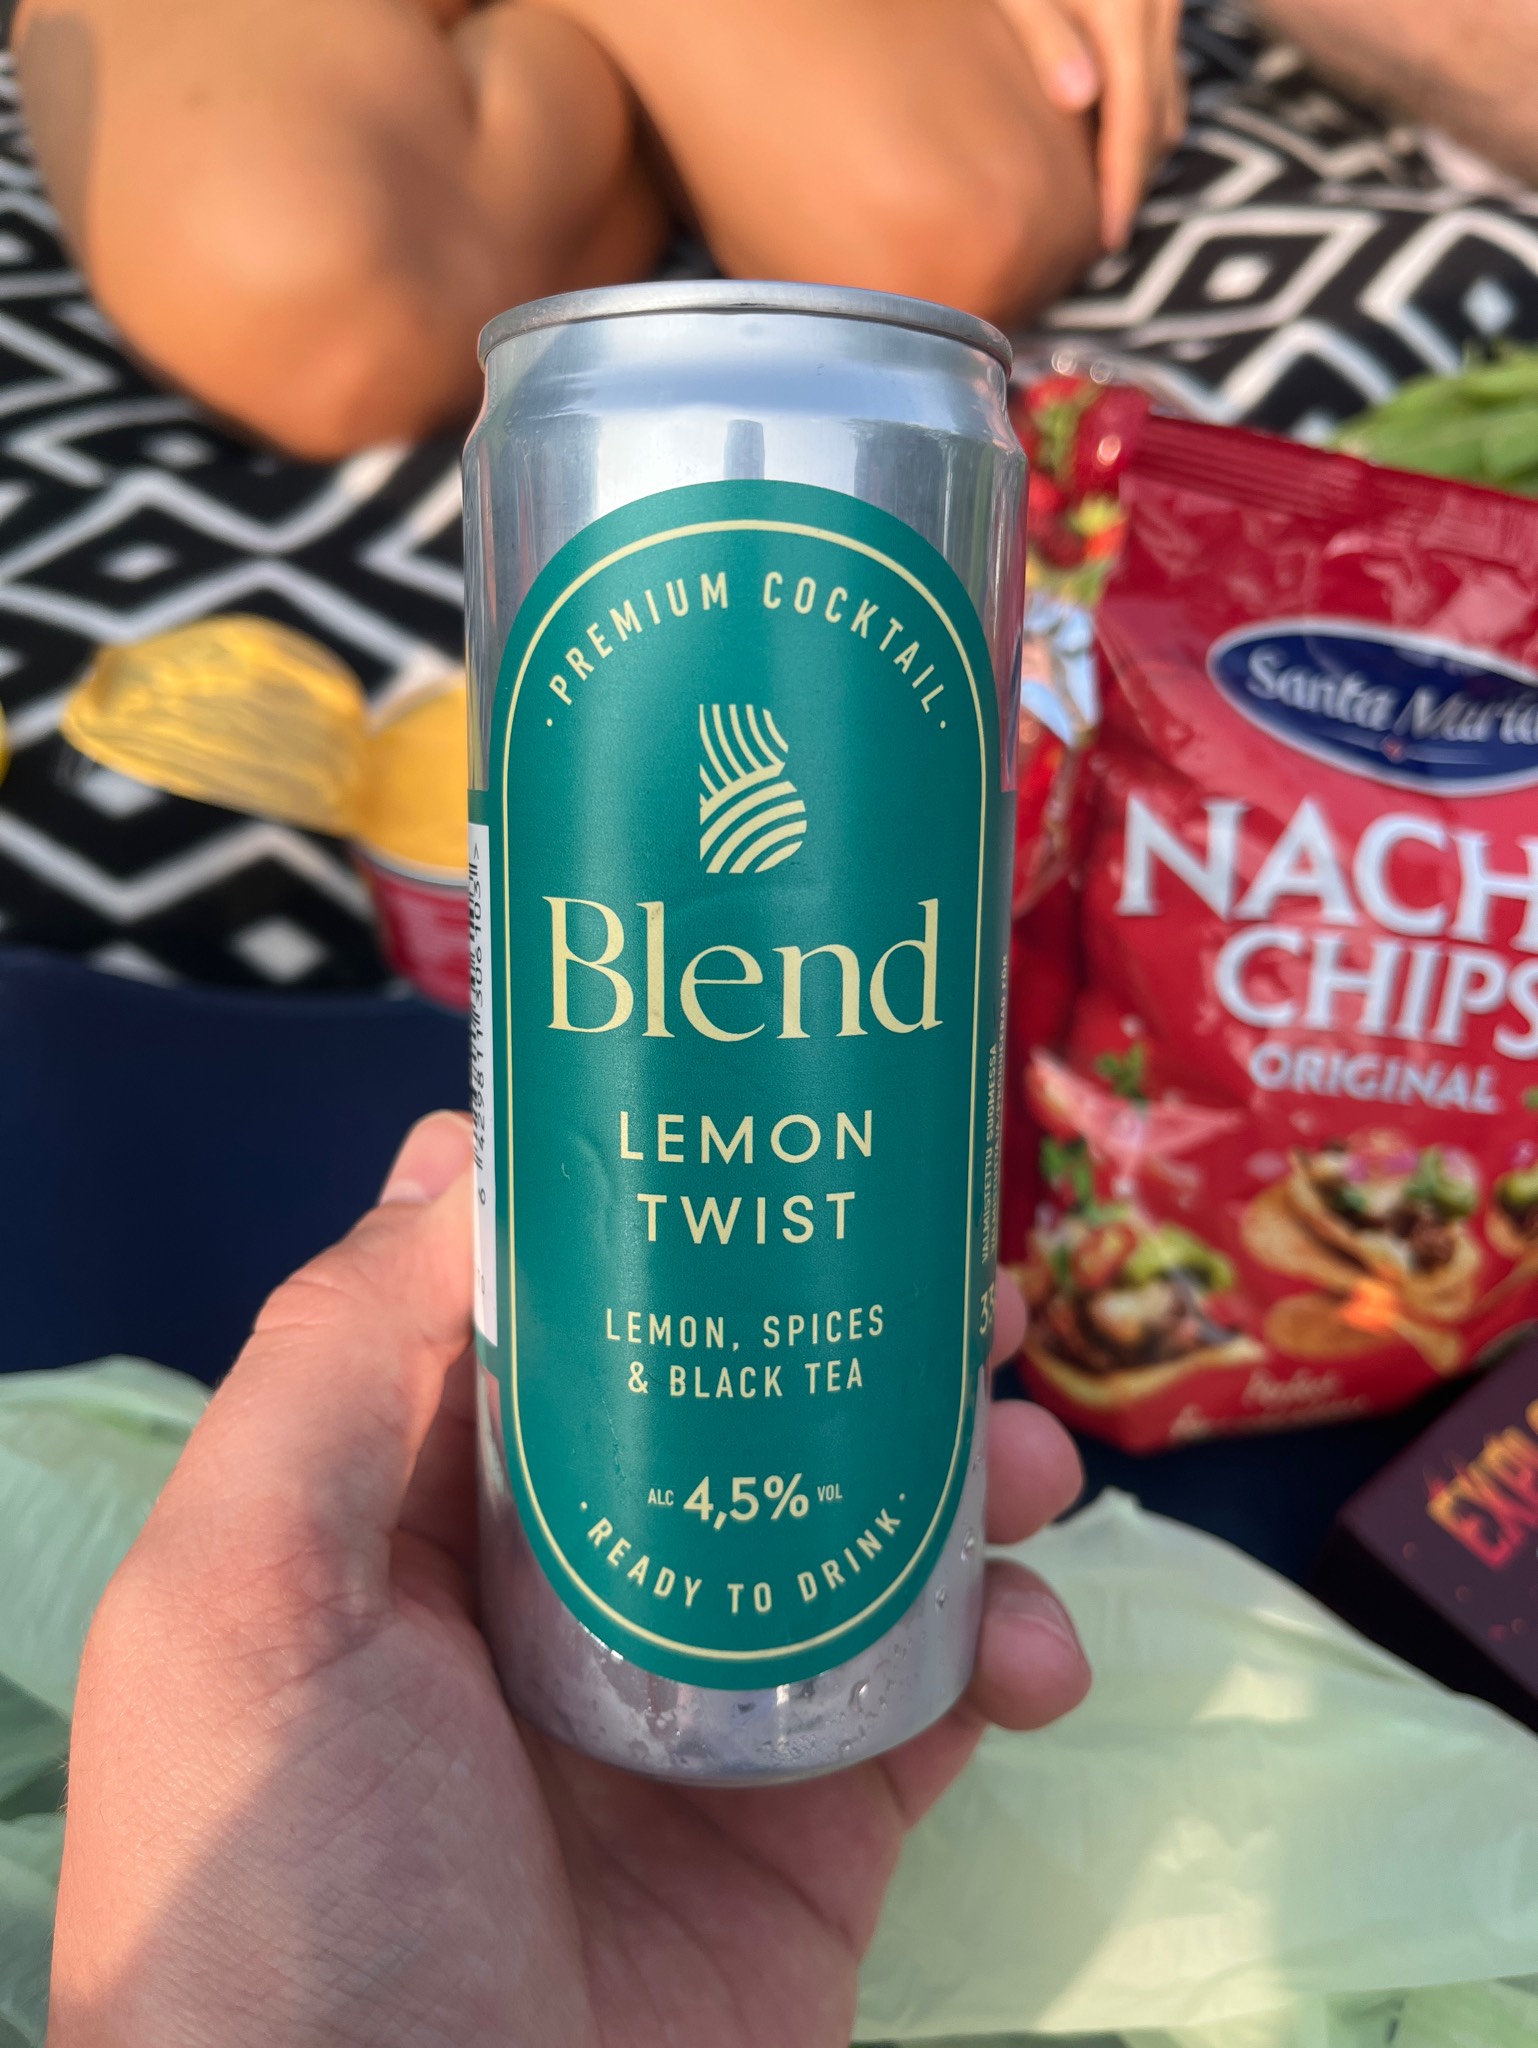 PREMIUM COCKTAIL
Blend
LEMON
TWIST
LEMON, SPICES
& BLACK TEA
ALC 4,5% VOL
READY TO DRINK
VALMISTETTU SUOMESSA
Santa Maria
NACH
CHIPS
ORIGINAL